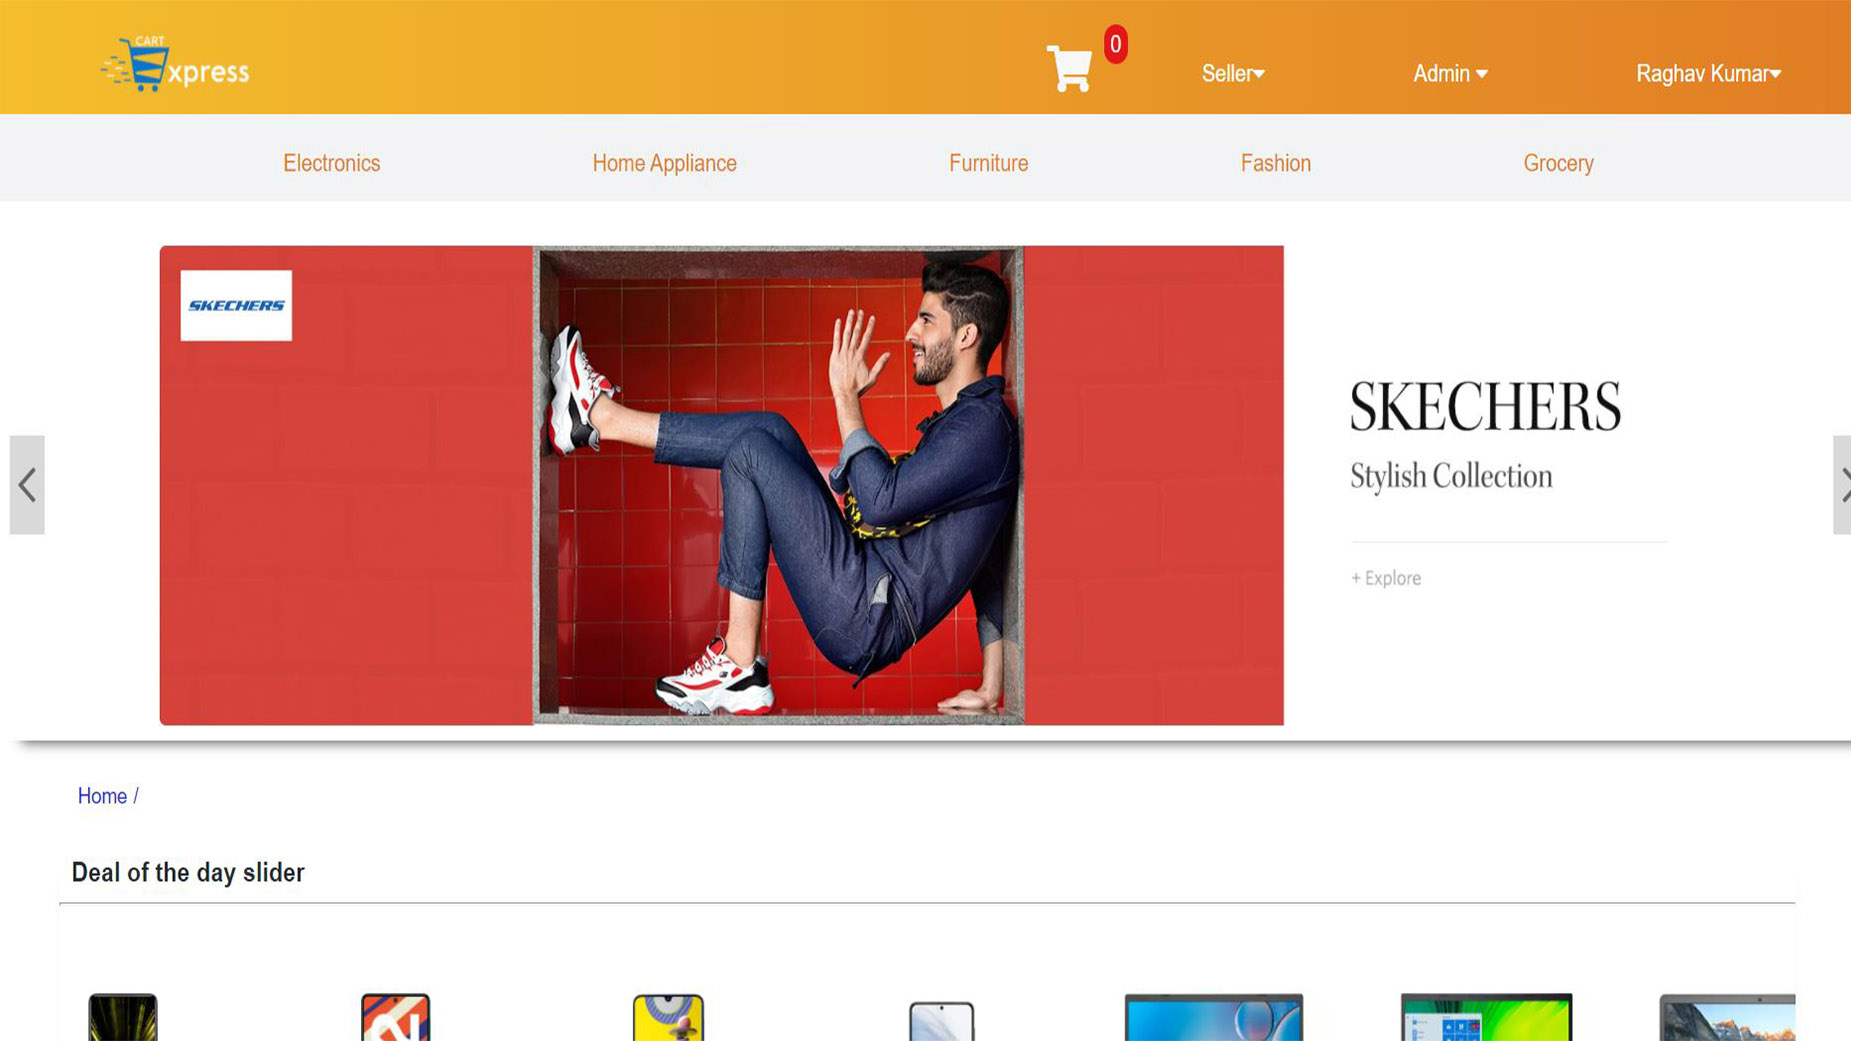 CART
xpress
0
Seller
Admin
Raghav Kumar
Electronics
Home Appliance
Furniture
Fashion
Grocery
SKECHERS
SKECHERS
Stylish Collection
+ Explore
Home /
Deal of the day slider